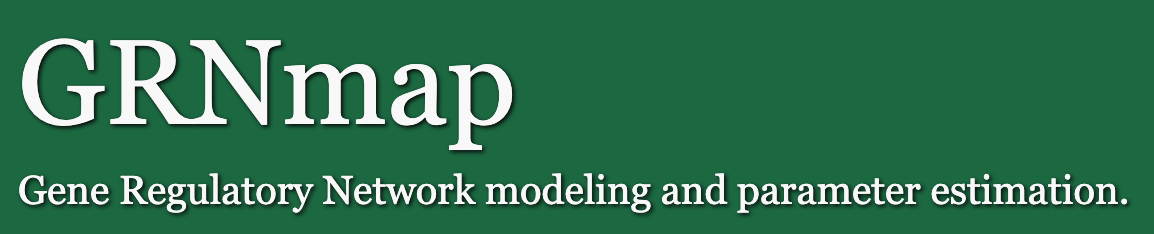 GRNmap
Gene Regulatory Network modeling and parameter estimation.